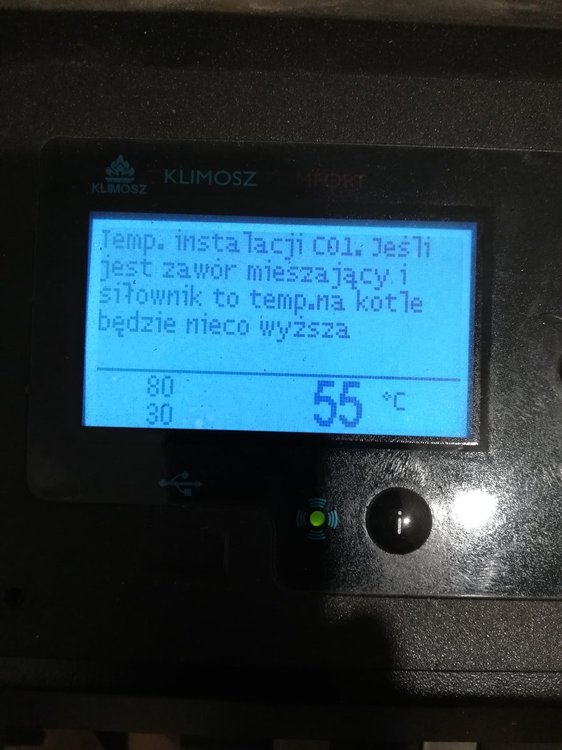 KLIMOSZ
KLIMOSZ COMFORT
Temp. instalacji CO1. Jeśli
jest zawór mieszający i
siłownik to temp.na kotle
będzie nieco wyższa
80
30
55 °C
i